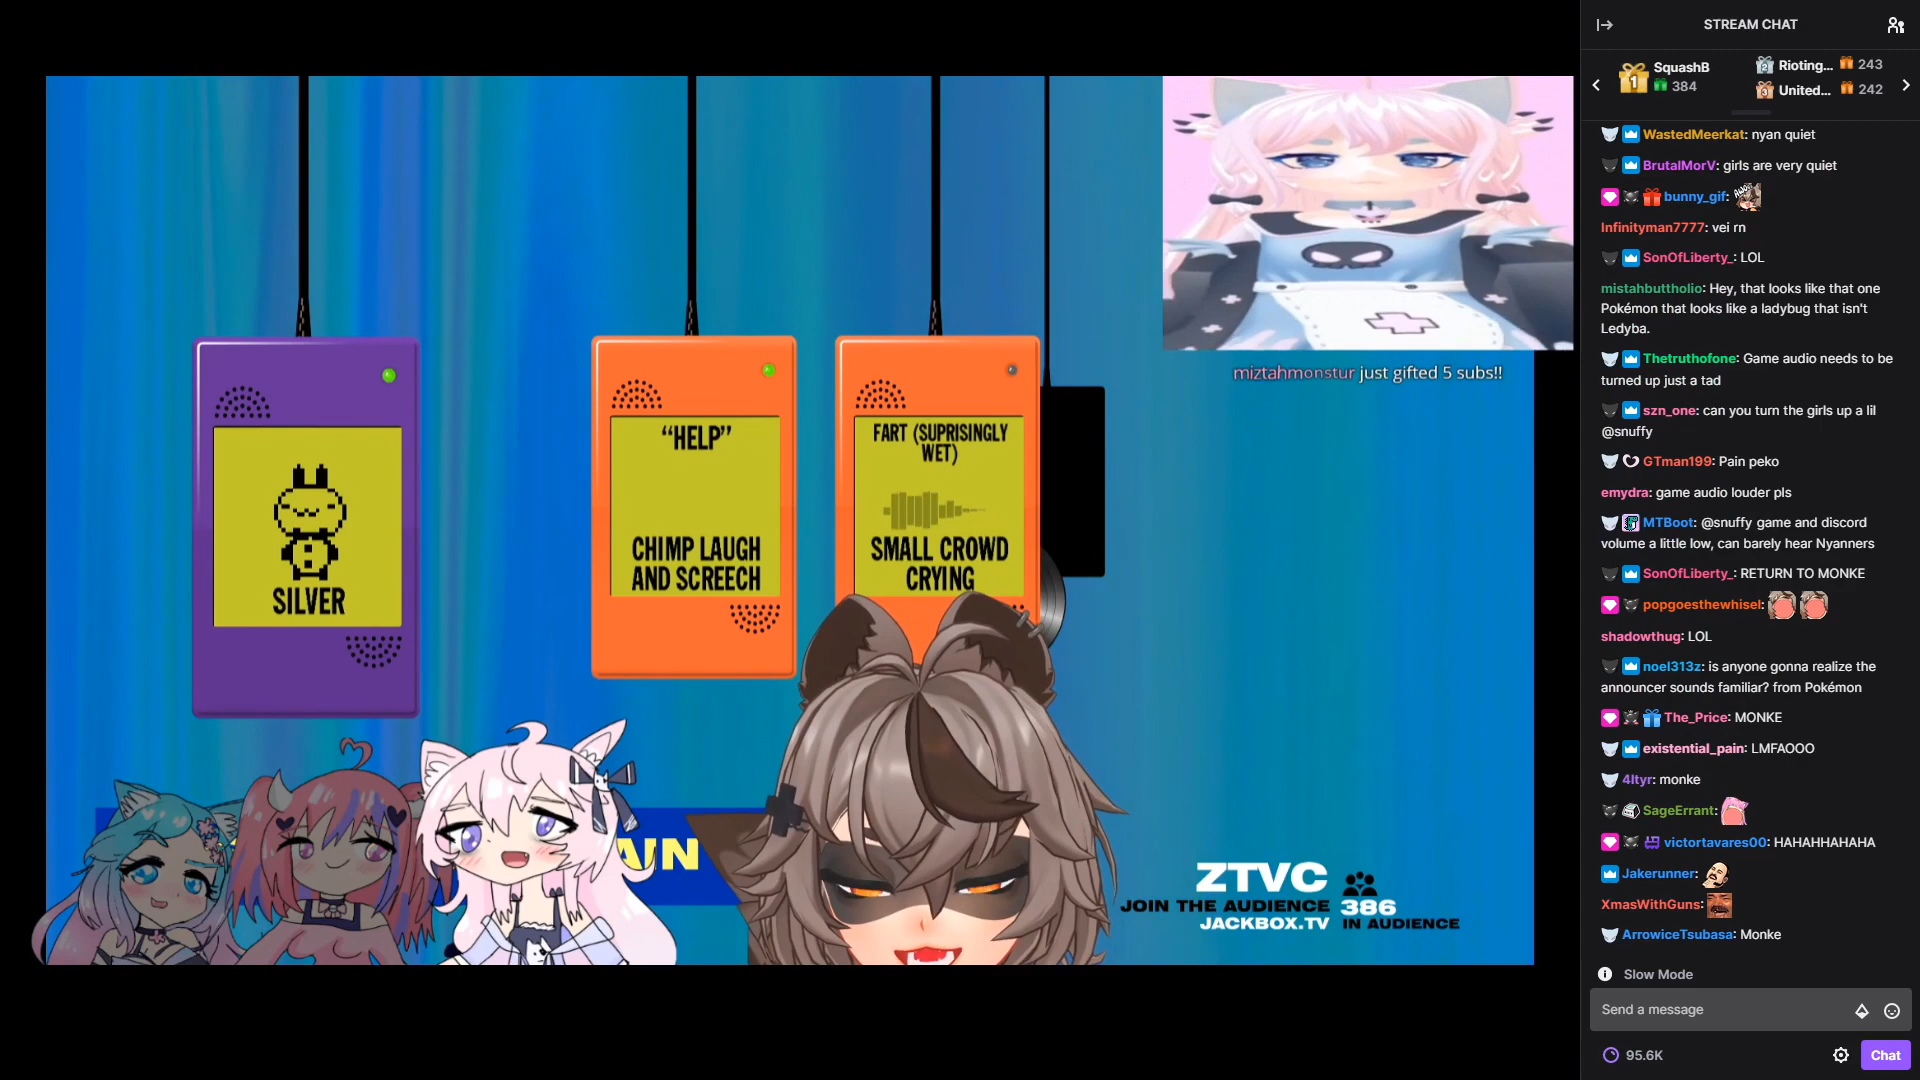 SILVER
“HELP”
CHIMP LAUGH
AND SCREECH
FART (SUPRISINGLY
WET)
SMALL CROWD
CRYING
miztahmonstur just gifted 5 subs!!
ZTVC
JOIN THE AUDIENCE 386
JACKBOX.TV IN AUDIENCE
STREAM CHAT
1 SquashB
384
2 Rioting... 243
3 United... 242
WastedMeerkat: nyan quiet
BrutalMorV: girls are very quiet
bunny_gif:
Infinityman7777: vei rn
SonOfLiberty_: LOL
mistahbuttholio: Hey, that looks like that one
Pokémon that looks like a ladybug that isn't
Ledyba.
Thetruthofone: Game audio needs to be
turned up just a tad
szn_one: can you turn the girls up a lil
@snuffy
GTman199: Pain peko
emydra: game audio louder pls
MTBoot: @snuffy game and discord
volume a little low, can barely hear Nyanners
SonOfLiberty_: RETURN TO MONKE
popgoesthewhisel:
shadowthug: LOL
noel313z: is anyone gonna realize the
announcer sounds familiar? from Pokémon
The_Price: MONKE
existential_pain: LMFAOOO
4ltyr: monke
SageErrant:
victortavares00: HAHAHHAHAHA
Jakerunner:
XmasWithGuns:
ArrowiceTsubasa: Monke
Slow Mode
Send a message
95.6K
Chat